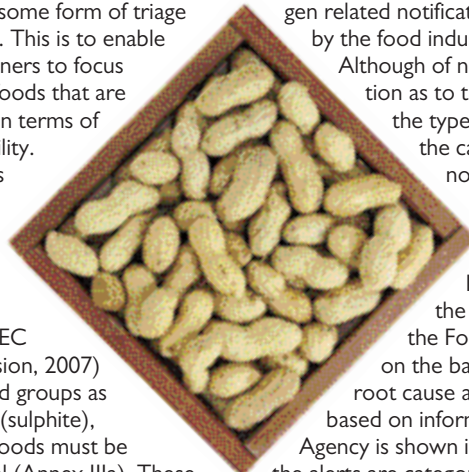 some form of triage
. This is to enable
ners to focus
oods that are
n terms of
ility.
s
EC
sion, 2007)
d groups as
(sulphite),
oods must be
l (Annex IIIa). These
gen related notificat
by the food indu
Although of n
tion as to t
the type
the ca
no
the
the Fo
on the ba
root cause a
based on inform
Agency is shown i
the alerts are categor